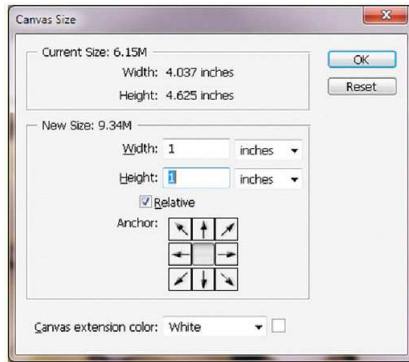 Canvas Size
Current Size: 6.15M
Width: 4.037 inches
Height: 4.625 inches
OK
Reset
New Size: 9.34M
Width: 1 inches
Height: 1 inches
Relative
Anchor:
Canvas extension color: White